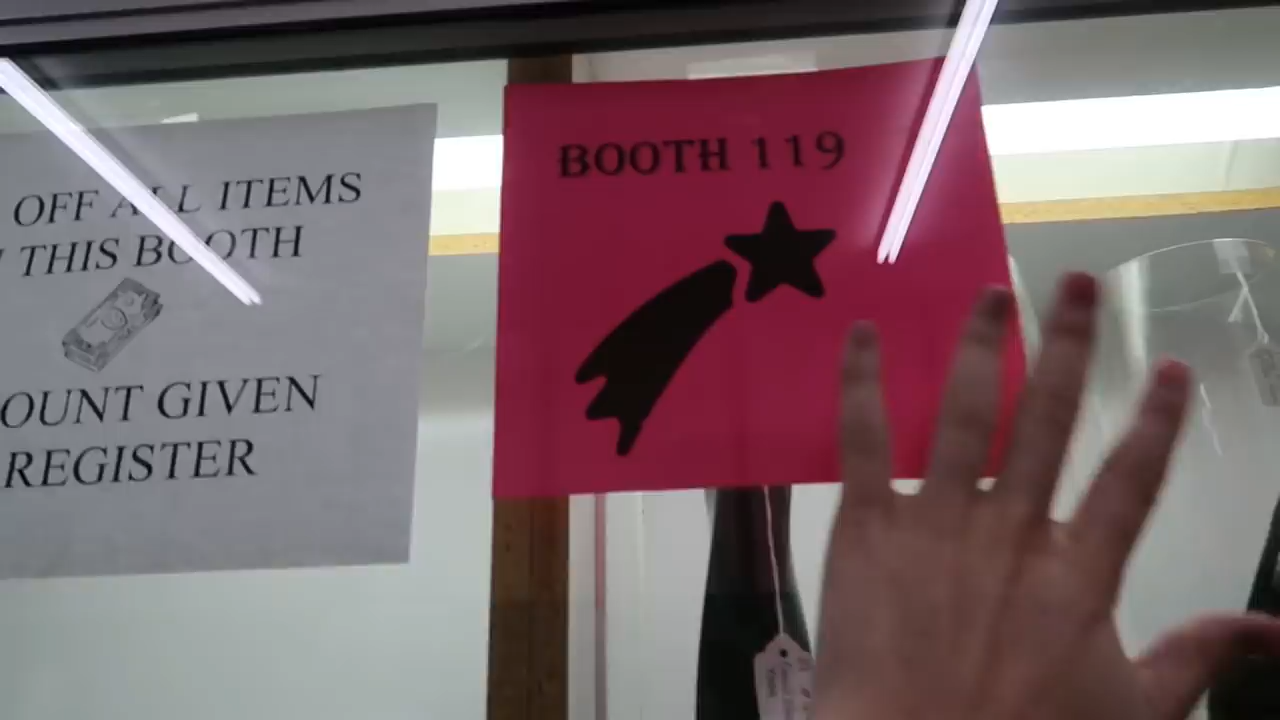 OFF ALL ITEMS
THIS BOOTH
OUNT GIVEN
REGISTER
BOOTH 119